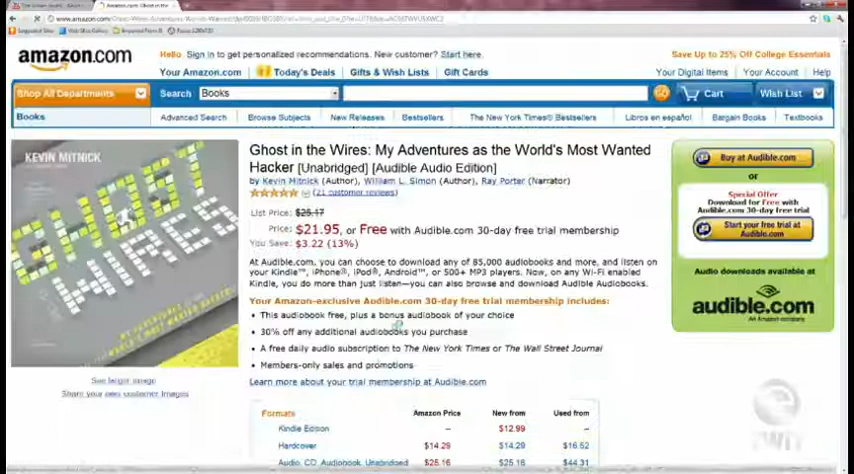 www.amazon.com
Suggested Sites
Web Slice Gallery
amazon.com
Hello. Sign in to get personalized recommendations. New customer? Start here.
Save Up to 25% Off College Essentials
Your Amazon.com
Today's Deals
Gifts & Wish Lists
Gift Cards
Your Digital Items
Your Account
Help
Shop All Departments
Search
Books
Cart
Wish List
Books
Advanced Search
Browse Subjects
New Releases
Bestsellers
The New York Times® Bestsellers
Libros en español
Bargain Books
Textbooks
KEVIN MITNICK
GHOST
WIRES
See larger image
Share your own customer images
Ghost in the Wires: My Adventures as the World's Most Wanted
Hacker [Unabridged] [Audible Audio Edition]
by Kevin Mitnick (Author), William L. Simon (Author), Ray Porter (Narrator)
(21 customer reviews)
List Price: $25.17
Price: $21.95, or Free with Audible.com 30-day free trial membership
You Save: $3.22 (13%)
At Audible.com, you can choose to download any of 85,000 audiobooks and more, and listen on
your Kindle™, iPhone®, iPod®, Android™, or 500+ MP3 players. Now, on any Wi-Fi enabled
Kindle, you do more than just listen—you can also browse and download Audible Audiobooks.
Your Amazon-exclusive Audible.com 30-day free trial membership includes:
• This audiobook free, plus a bonus audiobook of your choice
• 30% off any additional audiobooks you purchase
• A free daily audio subscription to The New York Times or The Wall Street Journal
• Members-only sales and promotions
Learn more about your trial membership at Audible.com
Formats Amazon Price New from Used from
Kindle Edition -- $12.99 --
Hardcover $14.29 $14.29 $16.52
Audio, CD, Audiobook, Unabridged $25.16 $25.16 $44.31
Buy at Audible.com
or
Special Offer
Download for Free with
Audible.com 30-day free trial
Start your free trial at
Audible.com
Audio downloads available at
audible.com
An Amazon company
TWiT